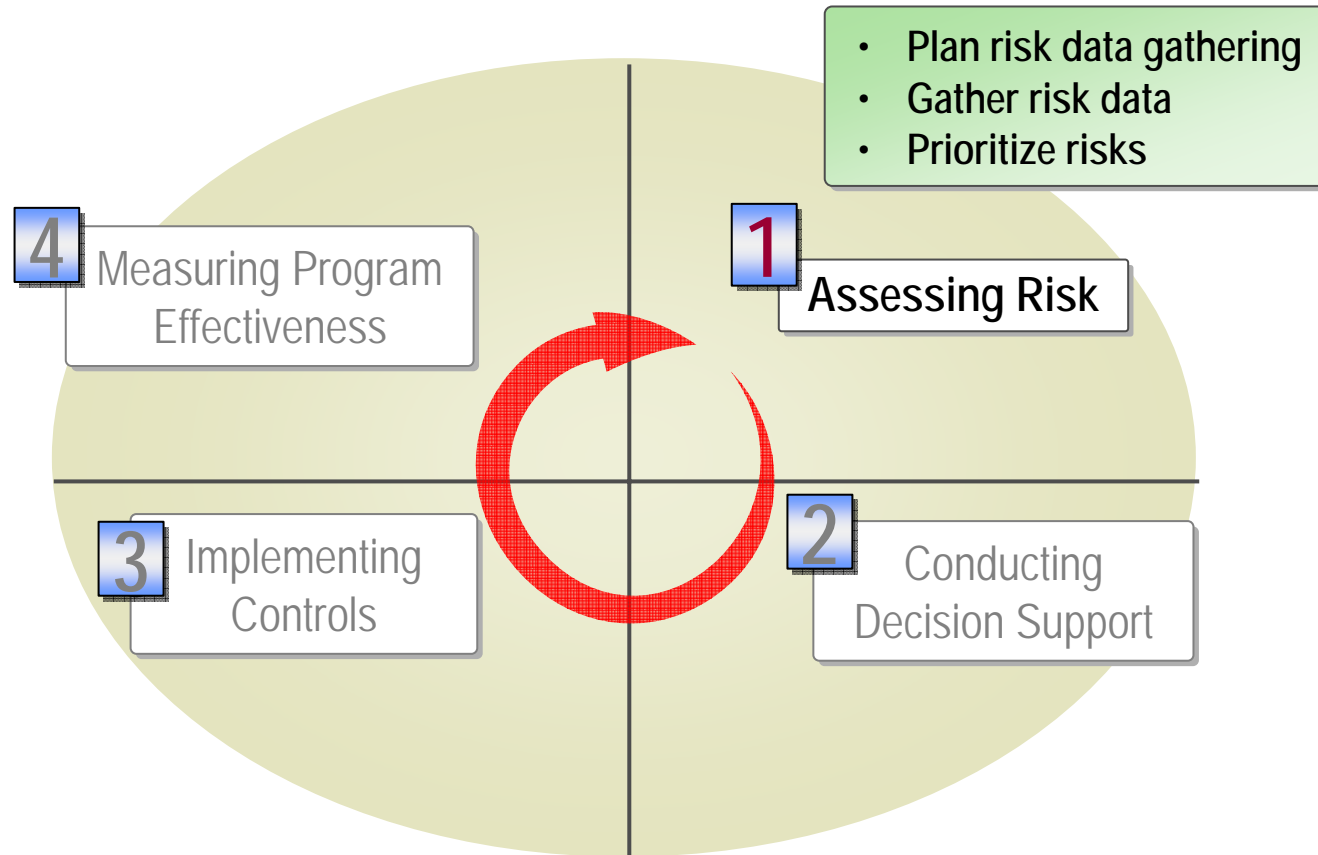 • Plan risk data gathering
• Gather risk data
• Prioritize risks
1
Assessing Risk
2
Conducting
Decision Support
3
Implementing
Controls
4
Measuring Program
Effectiveness